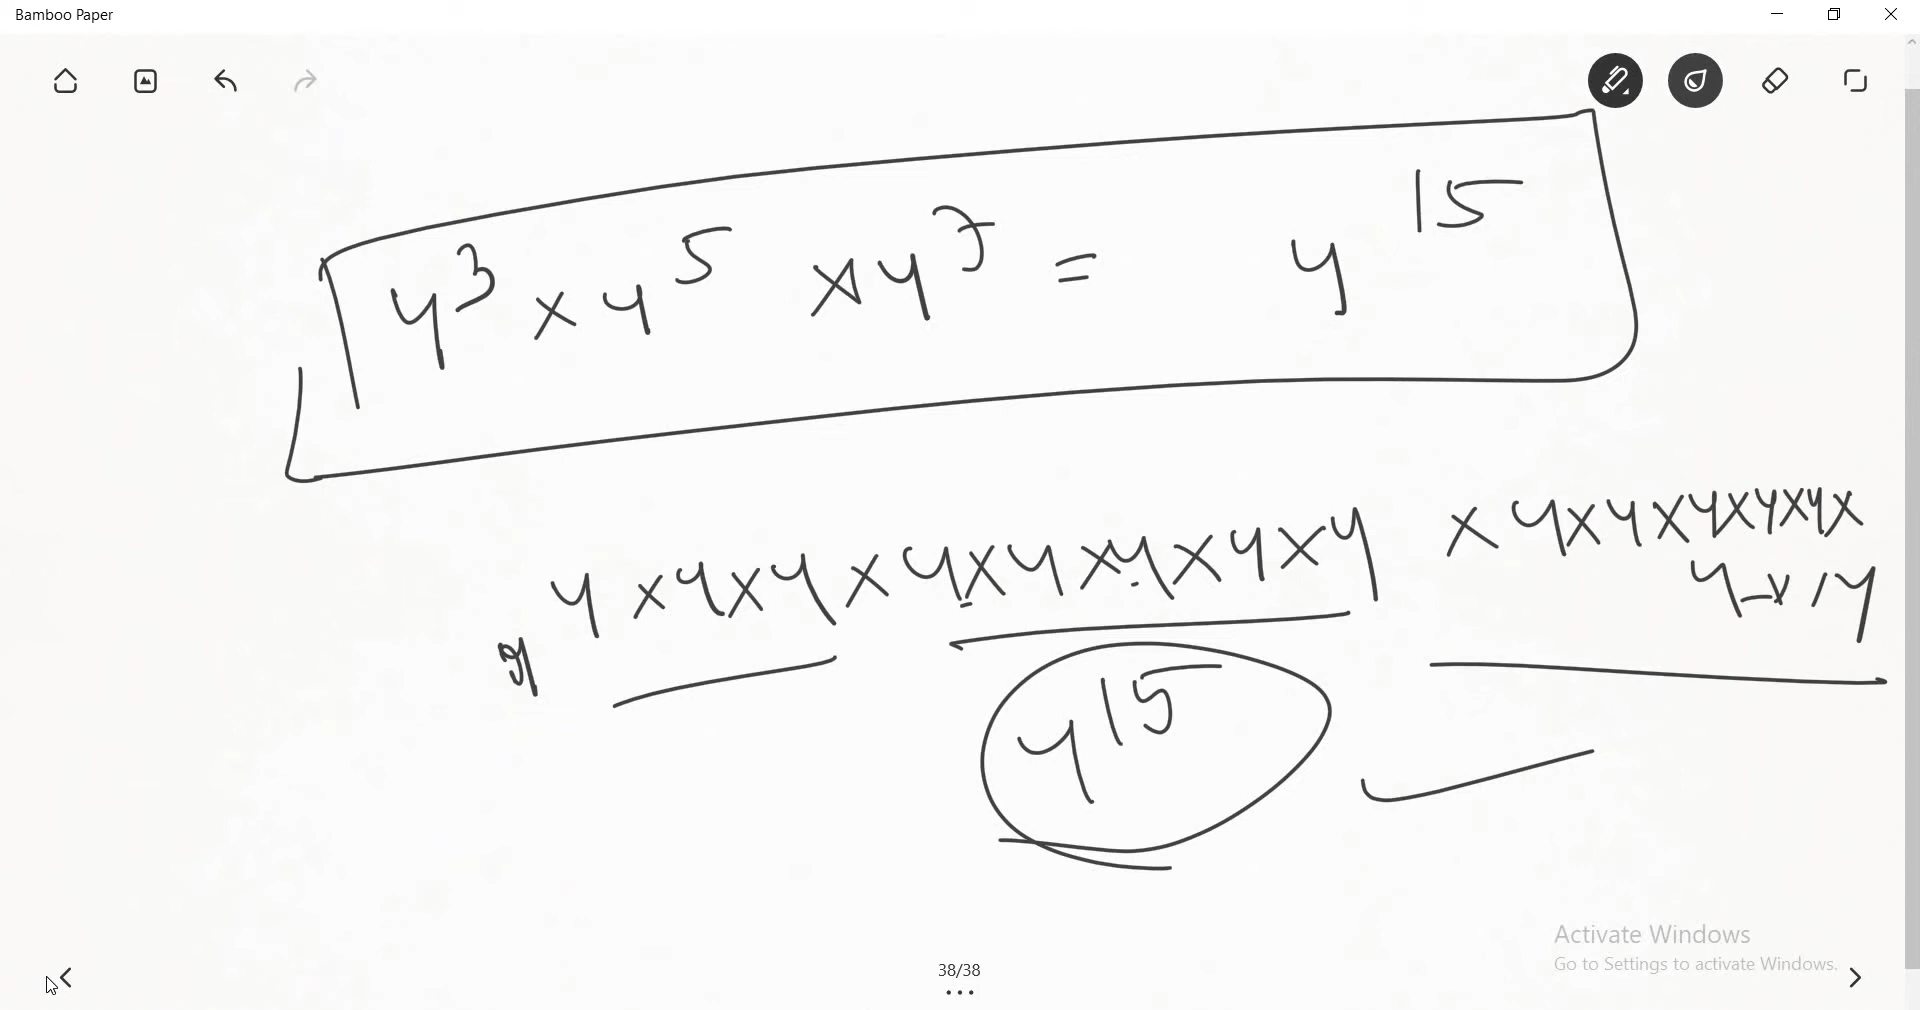 Bamboo Paper
y³ × y⁵ × y⁷ = y¹⁵
y × y × y × y × y × y × y × y × y × y × y × y × y ×
y × y
y¹⁵
38/38
Activate Windows
Go to Settings to activate Windows.